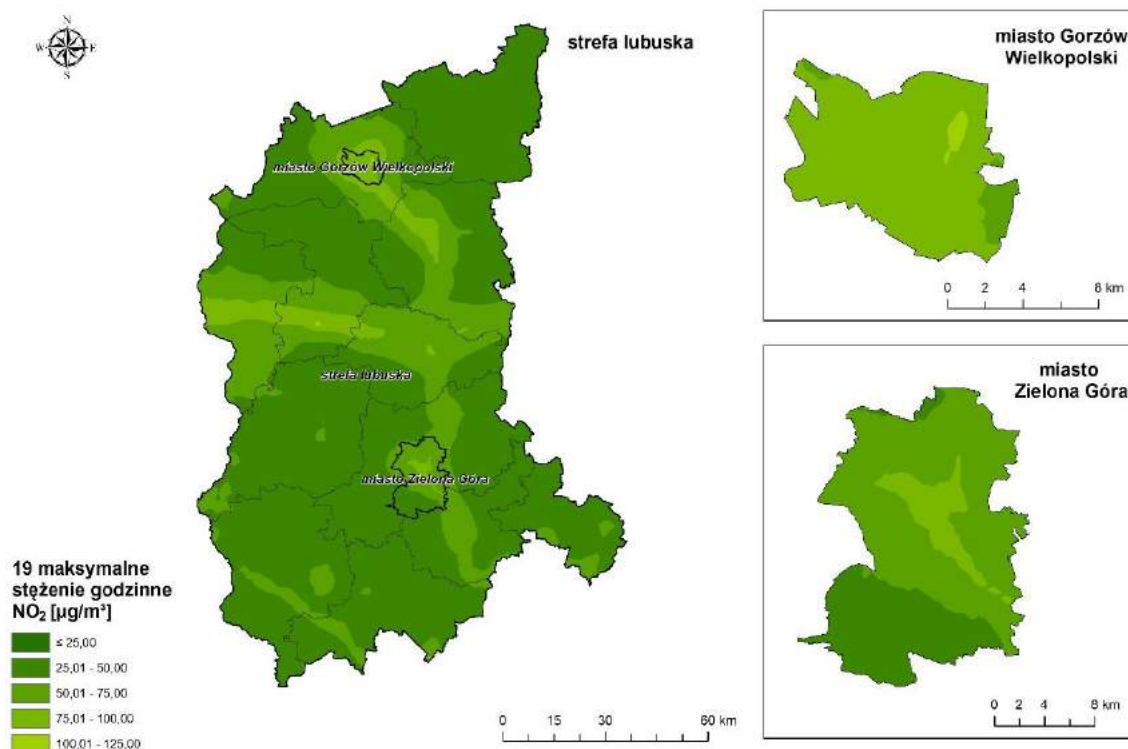 N
W E
S
strefa lubuska
miasto Gorzów Wielkopolski
strefa lubuska
miasto Zielona Góra
19 maksymalne
stężenie godzinne
NO₂ [µg/m³]
≤ 25,00
25,01 - 50,00
50,01 - 75,00
75,01 - 100,00
100,01 - 125,00
0 15 30 60 km
miasto Gorzów
Wielkopolski
0 2 4 8 km
miasto
Zielona Góra
0 2 4 8 km